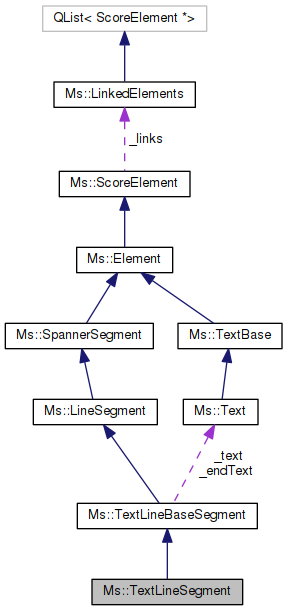 QList< ScoreElement *>
Ms::LinkedElements
_links
Ms::ScoreElement
Ms::Element
Ms::SpannerSegment
Ms::TextBase
Ms::LineSegment
Ms::Text
_text
_endText
Ms::TextLineBaseSegment
Ms::TextLineSegment